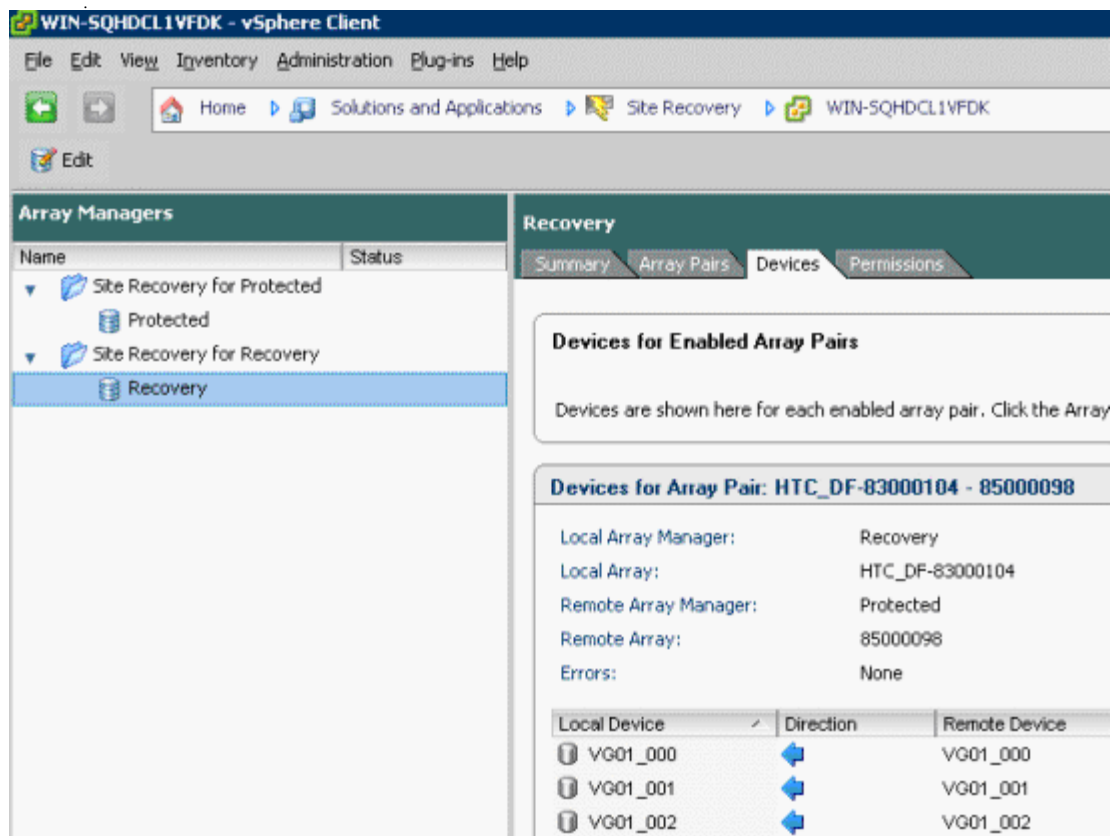 WIN-SQHDCL1VFDK - vSphere Client
File Edit View Inventory Administration Plug-ins Help
Home Solutions and Applications Site Recovery WIN-SQHDCL1VFDK
Edit
Array Managers
Name Status
Site Recovery for Protected
Protected
Site Recovery for Recovery
Recovery
Recovery
Summary Array Pairs Devices Permissions
Devices for Enabled Array Pairs
Devices are shown here for each enabled array pair. Click the Array
Devices for Array Pair: HTC_DF-83000104 - 85000098
Local Array Manager: Recovery
Local Array: HTC_DF-83000104
Remote Array Manager: Protected
Remote Array: 85000098
Errors: None
Local Device Direction Remote Device
VG01_000 VG01_000
VG01_001 VG01_001
VG01_002 VG01_002